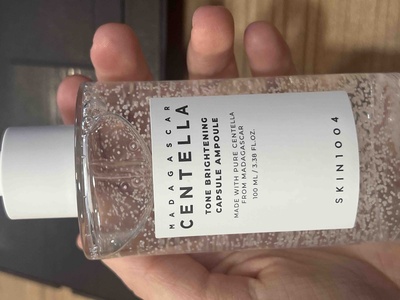 MADAGASCAR
CENTELLA
TONE BRIGHTENING
CAPSULE AMPOULE
MADE WITH PURE CENTELLA
FROM MADAGASCAR
100 ML / 3.38 FL.OZ.
SKIN1004